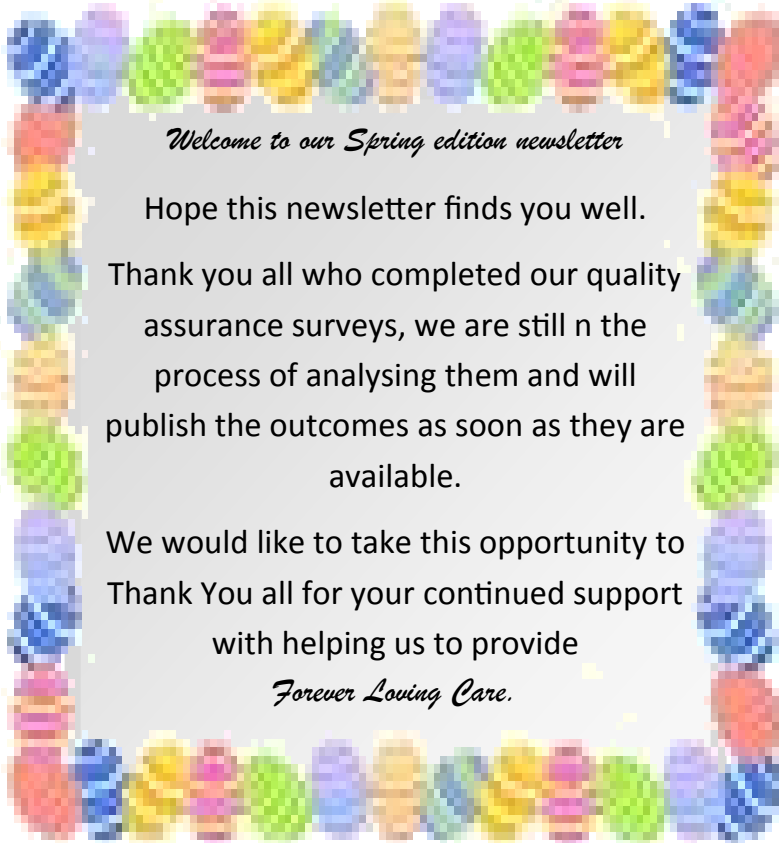 Welcome to our Spring edition newsletter
Hope this newsletter finds you well.
Thank you all who completed our quality
assurance surveys, we are still n the
process of analysing them and will
publish the outcomes as soon as they are
available.
We would like to take this opportunity to
Thank You all for your continued support
with helping us to provide
Forever Loving Care.